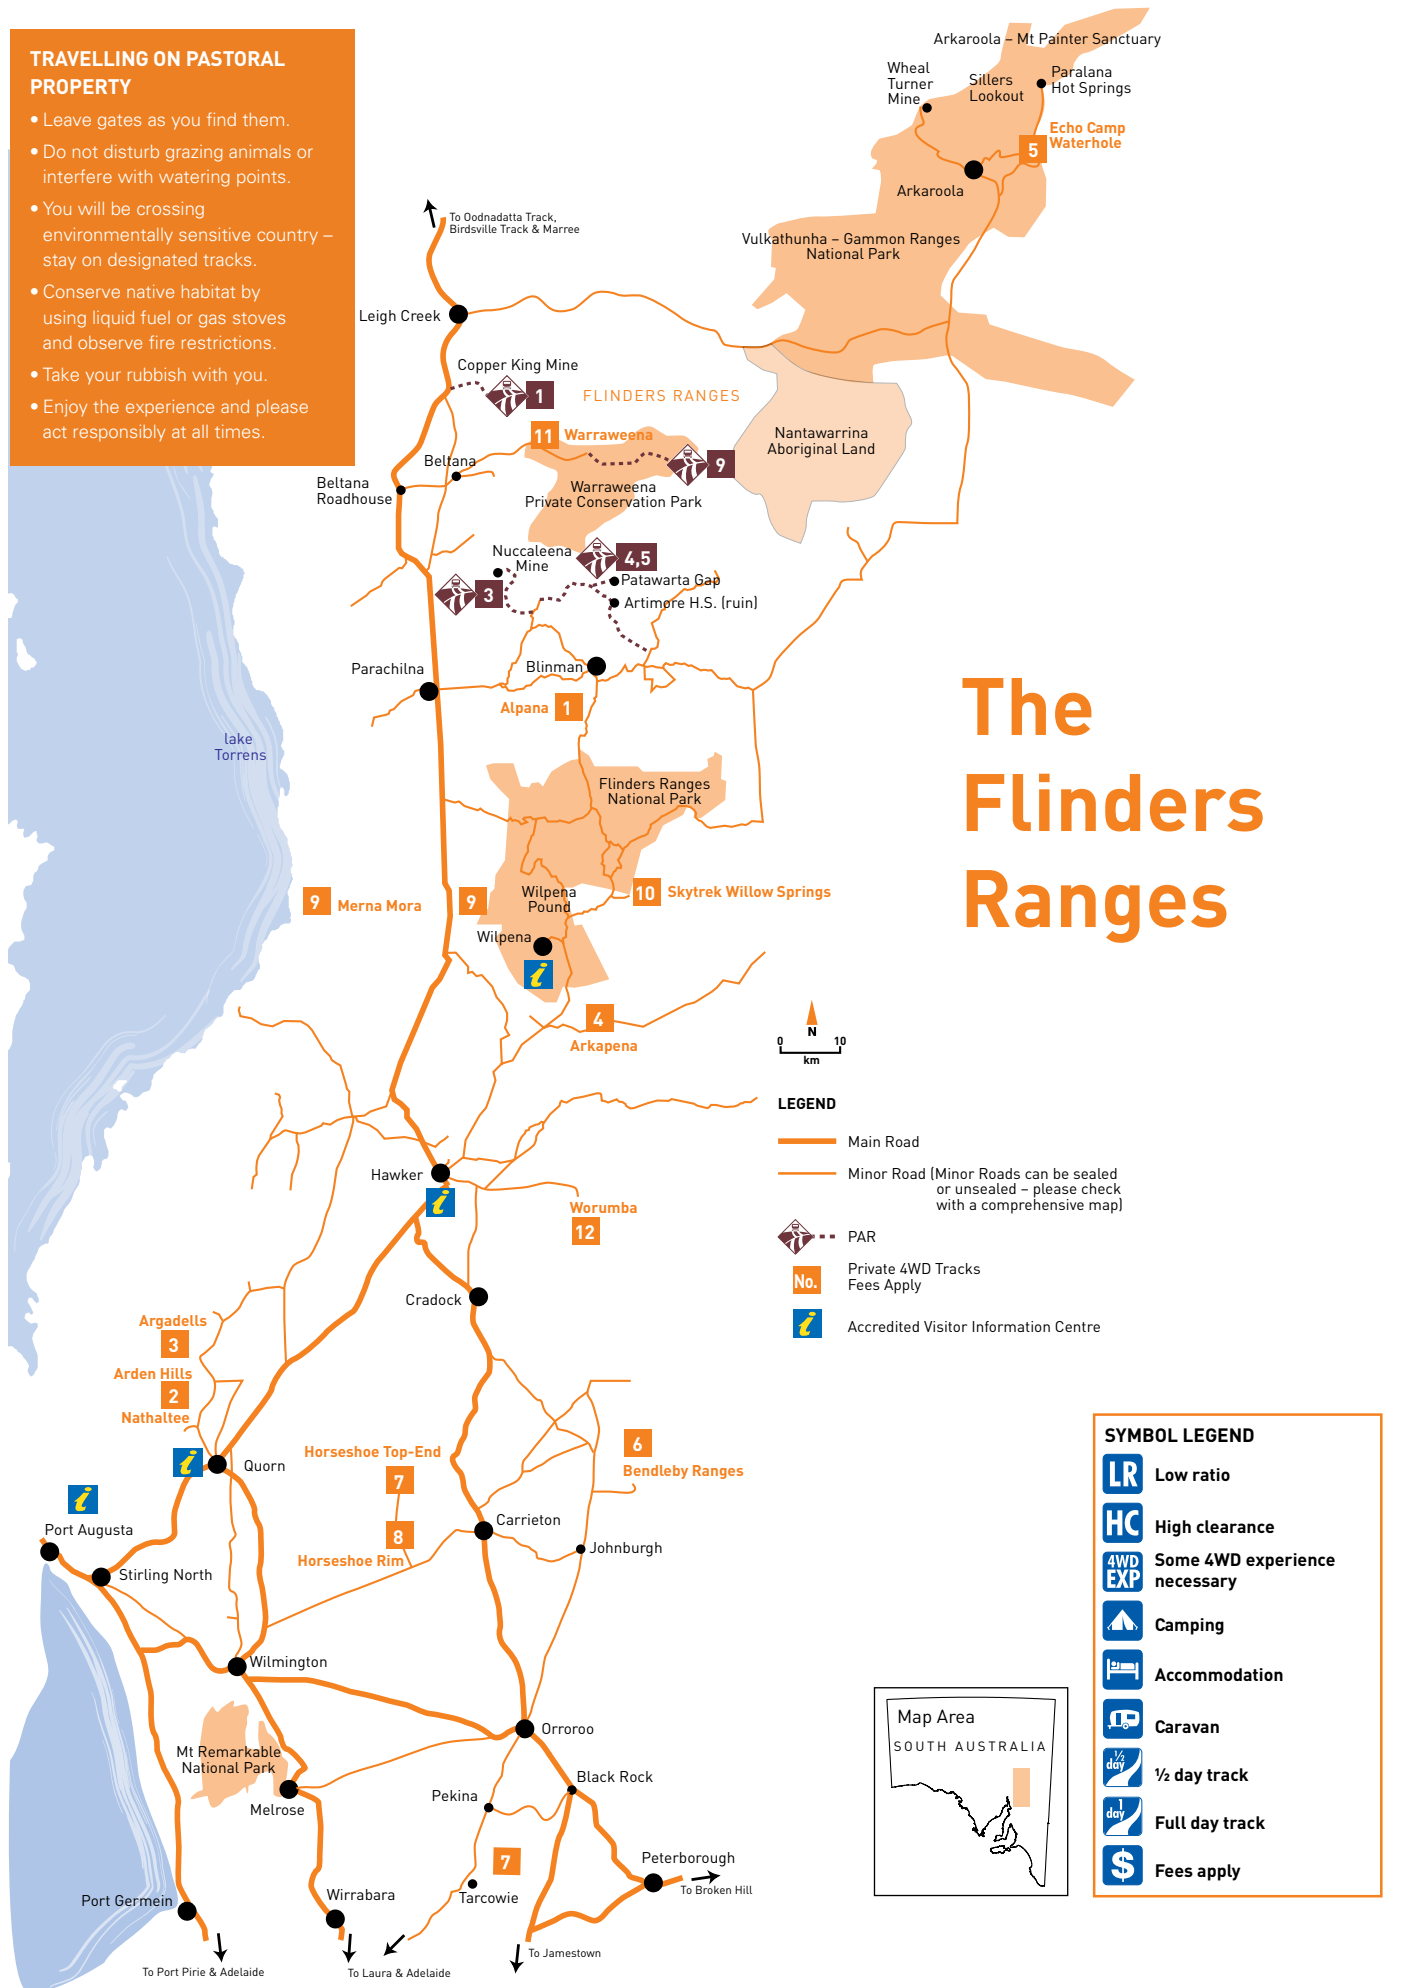 TRAVELLING ON PASTORAL
PROPERTY
• Leave gates as you find them.
• Do not disturb grazing animals or
interfere with watering points.
• You will be crossing
environmentally sensitive country –
stay on designated tracks.
• Conserve native habitat by
using liquid fuel or gas stoves
and observe fire restrictions.
• Take your rubbish with you.
• Enjoy the experience and please
act responsibly at all times.
Arkaroola – Mt Painter Sanctuary
Wheal
Turner
Mine
Sillers
Lookout
Paralana
Hot Springs
5
Echo Camp
Waterhole
Arkaroola
To Oodnadatta Track,
Birdsville Track & Marree
Vulkathunha – Gammon Ranges
National Park
Leigh Creek
Copper King Mine
1
FLINDERS RANGES
11 Warraweena
Nantawarrina
Aboriginal Land
Beltana
9
Beltana
Roadhouse
Warraweena
Private Conservation Park
Nuccaleena
Mine
4,5
3
Patawarta Gap
Artimore H.S. (ruin)
Parachilna
Blinman
Alpana 1
lake
Torrens
The
Flinders
Ranges
Flinders Ranges
National Park
9 Merna Mora
9
Wilpena
Pound
10 Skytrek Willow Springs
Wilpena
i
4
Arkapena
N
0 10
km
LEGEND
Main Road
Minor Road (Minor Roads can be sealed
or unsealed – please check
with a comprehensive map)
PAR
No.
Private 4WD Tracks
Fees Apply
i
Accredited Visitor Information Centre
Hawker
i
Worumba
12
Cradock
Argadells
3
Arden Hills
2
Nathaltee
i
Quorn
Horseshoe Top-End
7
8
Horseshoe Rim
6
Bendleby Ranges
i
Port Augusta
Carrieton
Johnburgh
Stirling North
Wilmington
Orroroo
Mt Remarkable
National Park
Melrose
Pekina
Black Rock
7
Tarcowie
Peterborough
To Broken Hill
Port Germein
Wirrabara
To Jamestown
To Port Pirie & Adelaide
To Laura & Adelaide
Map Area
SOUTH AUSTRALIA
SYMBOL LEGEND
LR Low ratio
HC High clearance
4WD
EXP
Some 4WD experience
necessary
Camping
Accommodation
Caravan
½
day
½ day track
1
day
Full day track
$ Fees apply